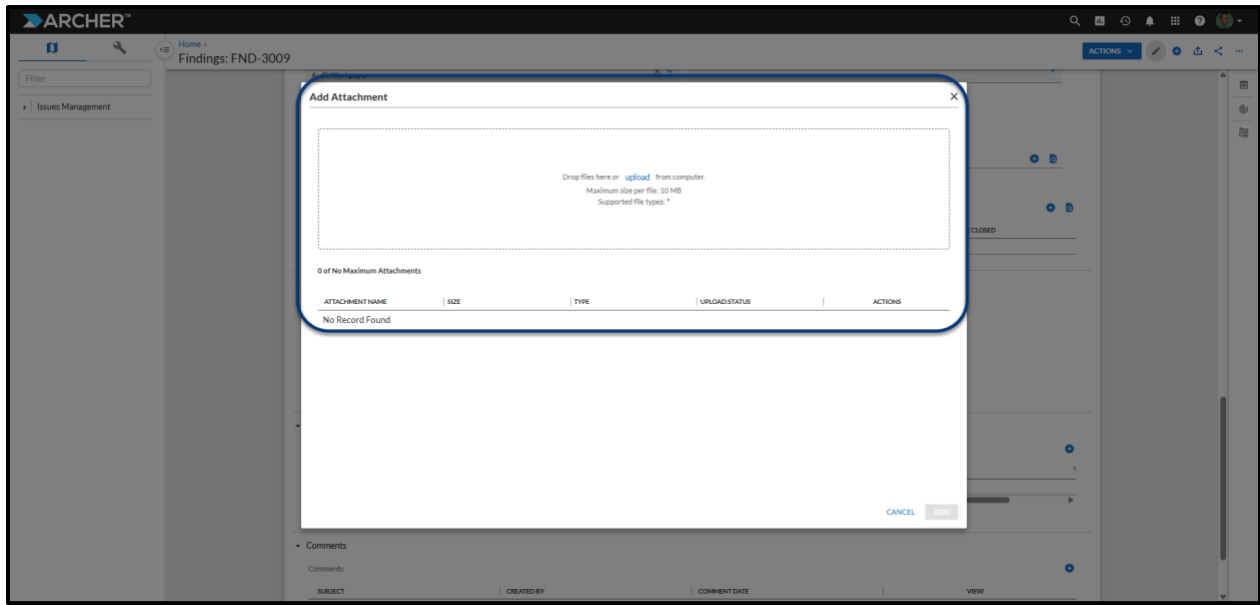 ARCHER™
Home >
Findings: FND-3009
ACTIONS
Filter
Issues Management
Add Attachment
Drop files here or upload from computer.
Maximum size per file: 10 MB
Supported file types: *
CLOSED
0 of No Maximum Attachments
ATTACHMENT NAME SIZE TYPE UPLOAD:STATUS ACTIONS
No Record Found
CANCEL ADD
Comments
Comments
SUBJECT CREATED BY COMMENT DATE VIEW